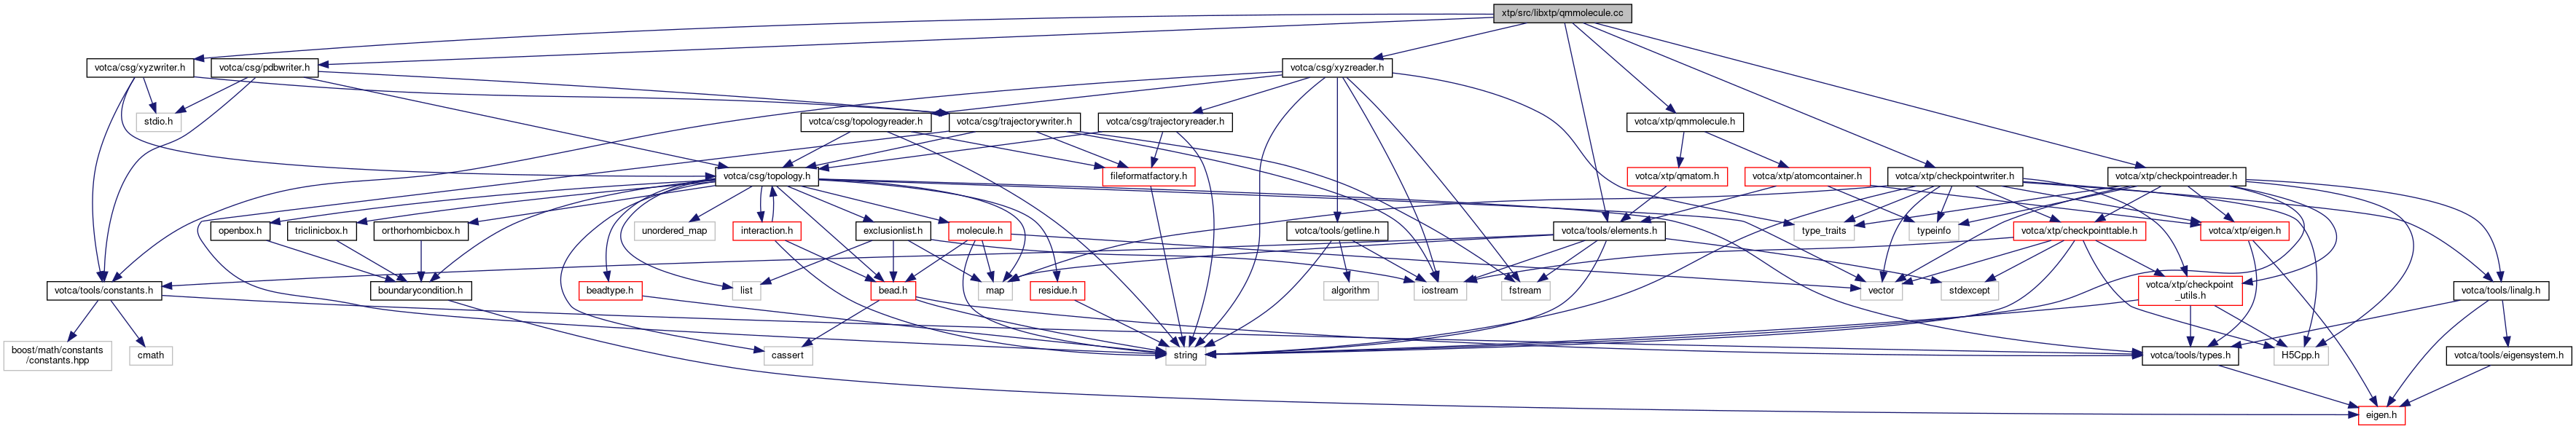 xtp/src/libxtp/qmmolecule.cc
votca/csg/xyzwriter.h
votca/csg/pdbwriter.h
votca/csg/xyzreader.h
stdio.h
votca/csg/topologyreader.h
votca/csg/trajectorywriter.h
votca/csg/trajectoryreader.h
votca/xtp/qmmolecule.h
votca/csg/topology.h
fileformatfactory.h
votca/xtp/qmatom.h
votca/xtp/atomcontainer.h
votca/xtp/checkpointwriter.h
votca/xtp/checkpointreader.h
openbox.h
triclinicbox.h
orthorhombicbox.h
unordered_map
interaction.h
exclusionlist.h
molecule.h
votca/tools/getline.h
type_traits
votca/tools/elements.h
typeinfo
votca/xtp/checkpointtable.h
votca/xtp/eigen.h
votca/tools/constants.h
boundarycondition.h
beadtype.h
list
bead.h
map
residue.h
algorithm
iostream
fstream
vector
stdexcept
votca/xtp/checkpoint
_utils.h
votca/tools/linalg.h
boost/math/constants
/constants.hpp
cmath
cassert
string
votca/tools/types.h
H5Cpp.h
votca/tools/eigensystem.h
eigen.h